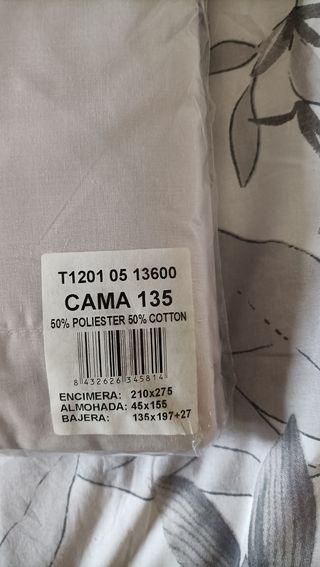 T1201 05 13600
CAMA 135
50% POLIESTER 50% COTTON
8 432626 345814
ENCIMERA: 210x275
ALMOHADA: 45x155
BAJERA: 135x197+27